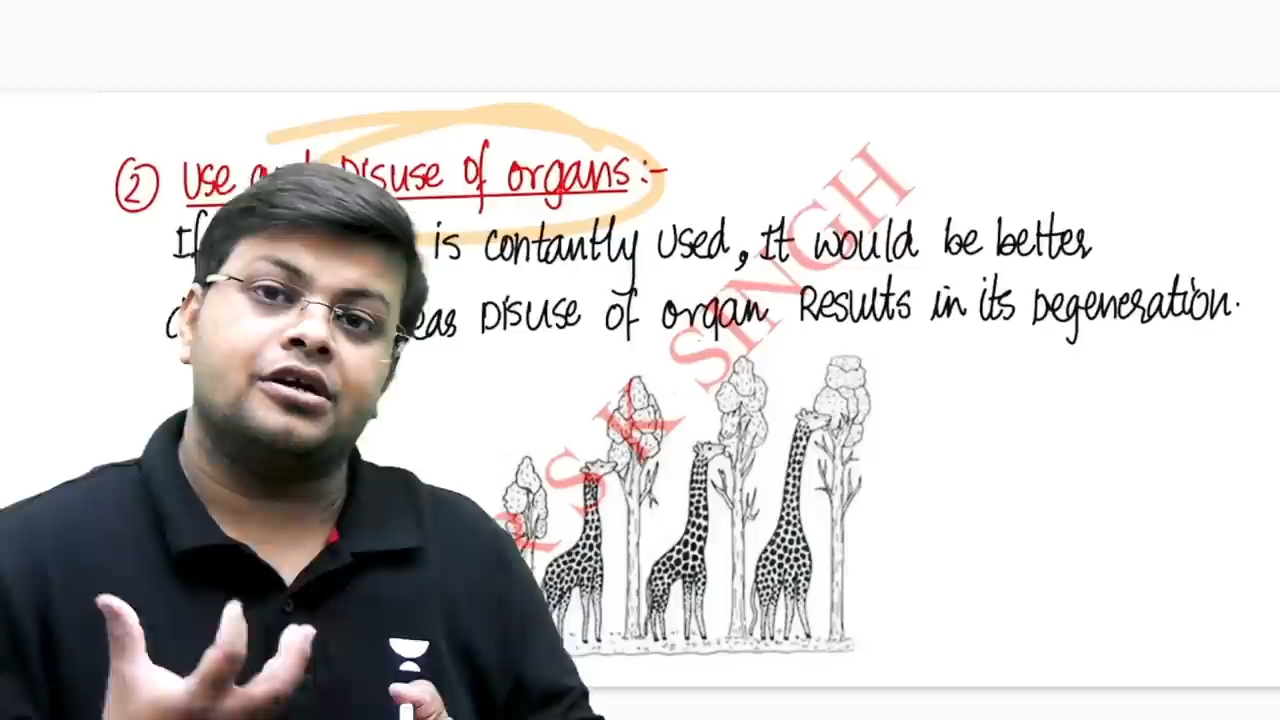 ② Use Disuse of organs:-
If is contantly used, It would be better
Disuse of organ Results in its Degeneration.
S K SINGH